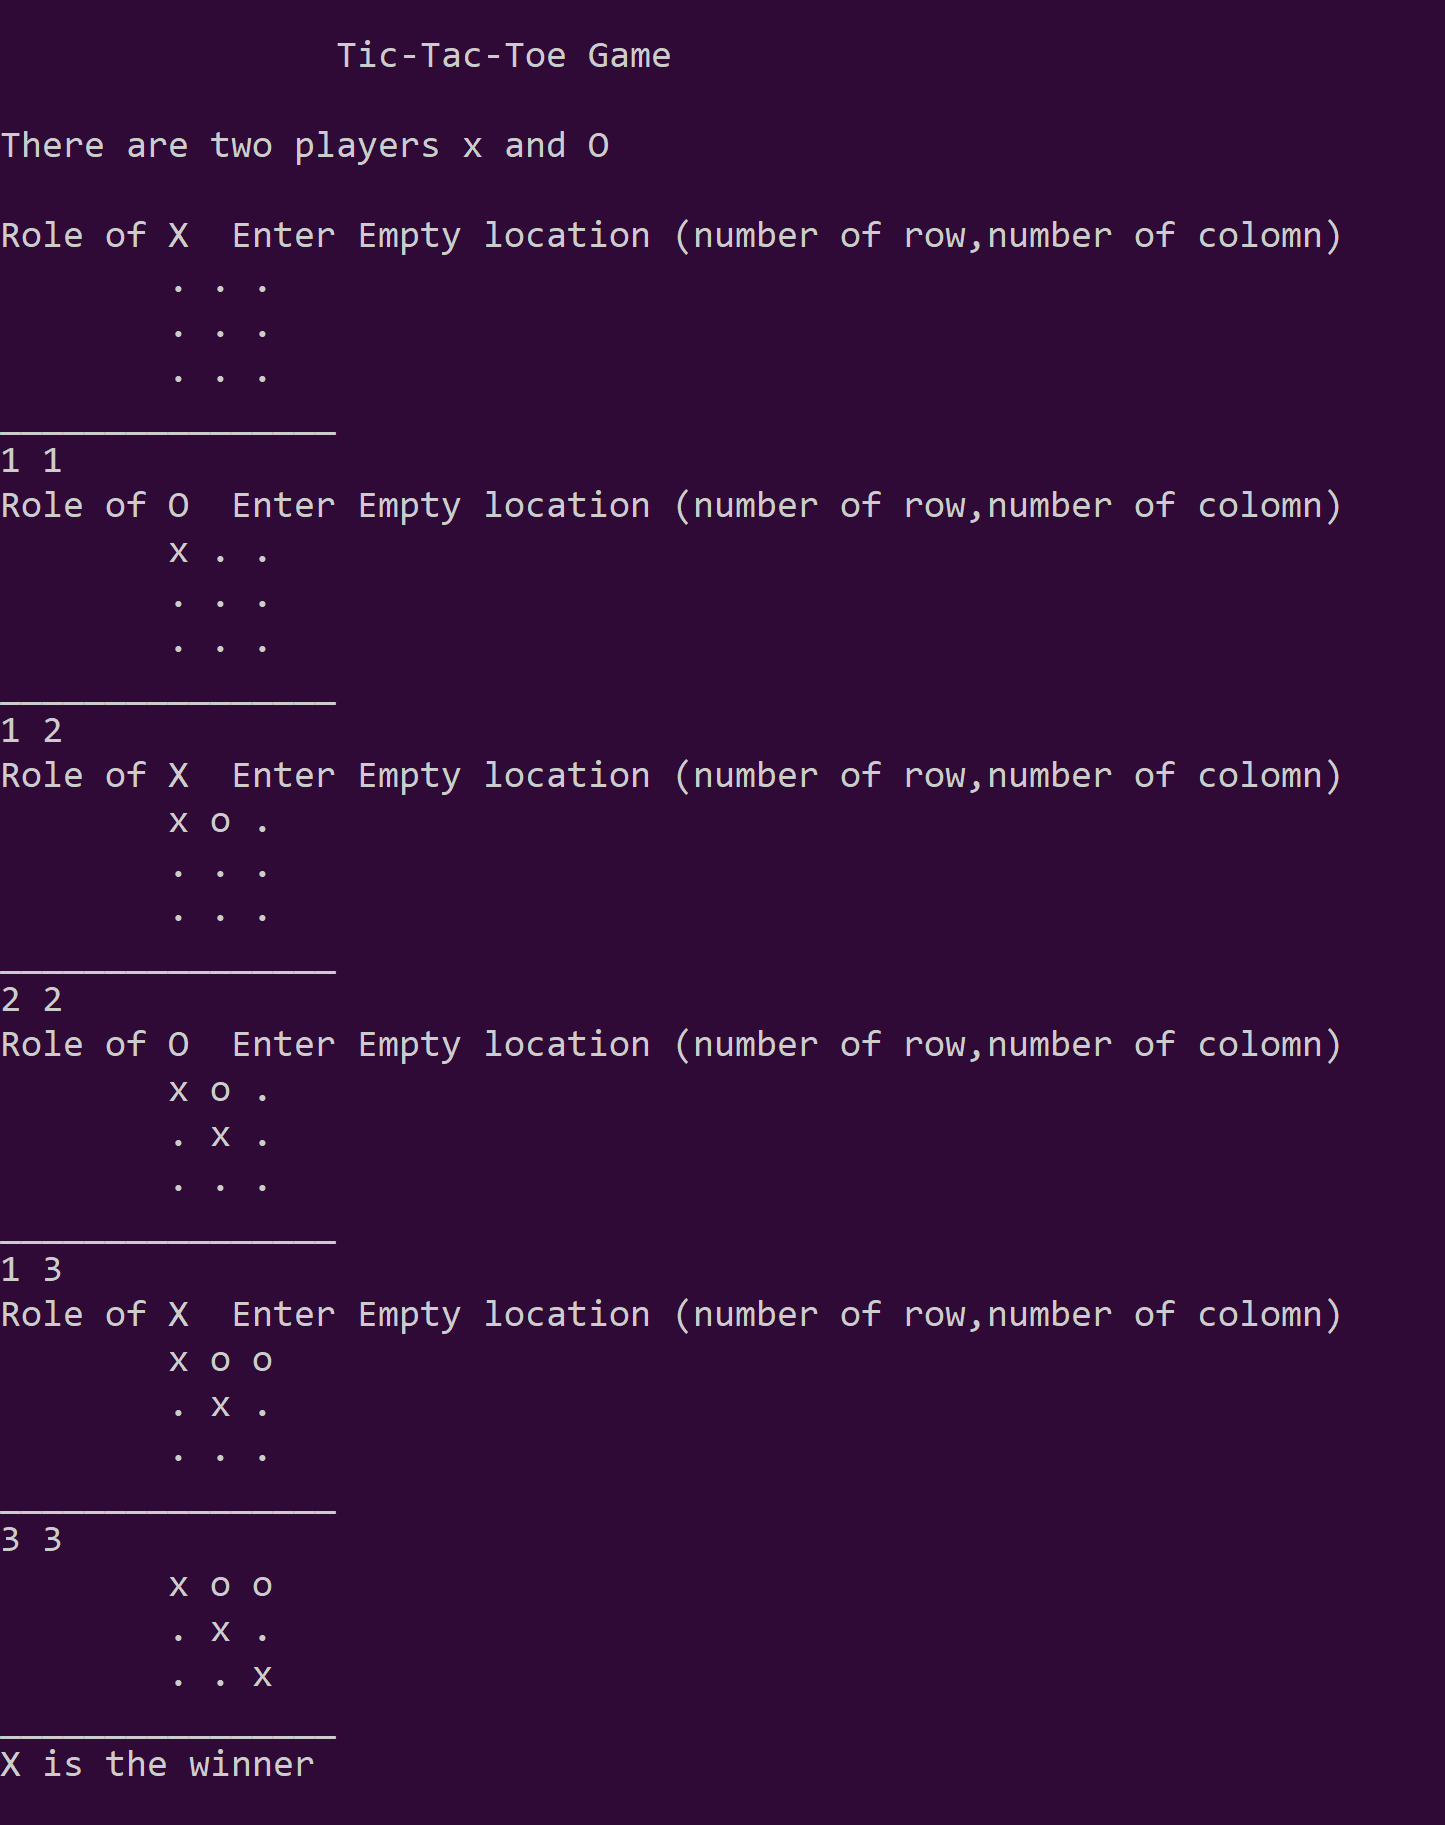 Tic-Tac-Toe Game
There are two players x and O
Role of X  Enter Empty location (number of row,number of colomn)
. . .
. . .
. . .
________________
1 1
Role of O  Enter Empty location (number of row,number of colomn)
x . .
. . .
. . .
________________
1 2
Role of X  Enter Empty location (number of row,number of colomn)
x o .
. . .
. . .
________________
2 2
Role of O  Enter Empty location (number of row,number of colomn)
x o .
. x .
. . .
________________
1 3
Role of X  Enter Empty location (number of row,number of colomn)
x o o
. x .
. . .
________________
3 3
x o o
. x .
. . x
________________
X is the winner